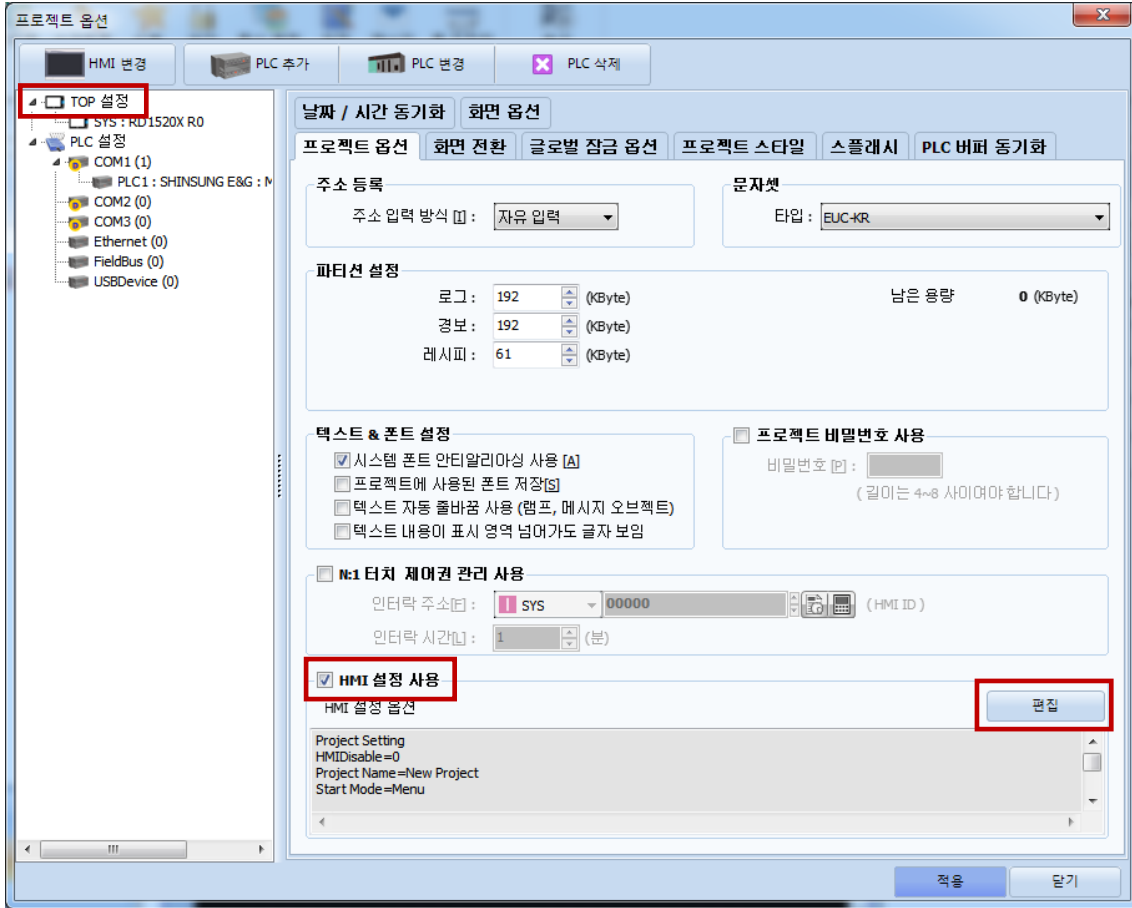 프로젝트 옵션
HMI 변경
PLC 추가
PLC 변경
PLC 삭제
TOP 설정
SYS : RD1520X R0
PLC 설정
COM1 (1)
PLC1 : SHINSUNG E&G : M
COM2 (0)
COM3 (0)
Ethernet (0)
FieldBus (0)
USBDevice (0)
날짜 / 시간 동기화 화면 옵션
프로젝트 옵션 화면 전환 글로벌 잠금 옵션 프로젝트 스타일 스플래시 PLC 버퍼 동기화
주소 등록
주소 입력 방식 [I] : 자유 입력
문자셋
타입 : EUC-KR
파티션 설정
로그 : 192 (KByte) 남은 용량 0 (KByte)
경보 : 192 (KByte)
레시피 : 61 (KByte)
텍스트 & 폰트 설정
시스템 폰트 안티알리아싱 사용 [A]
프로젝트에 사용된 폰트 저장[S]
텍스트 자동 줄바꿈 사용 (램프, 메시지 오브젝트)
텍스트 내용이 표시 영역 넘어가도 글자 보임
프로젝트 비밀번호 사용
비밀번호 [P] :
( 길이는 4~8 사이여야 합니다 )
N:1 터치 제어권 관리 사용
인터락 주소[F] : SYS 00000 ( HMI ID )
인터락 시간[L] : 1 (분)
HMI 설정 사용
HMI 설정 옵션 편집
Project Setting
HMIDisable=0
Project Name=New Project
Start Mode=Menu
적용 닫기